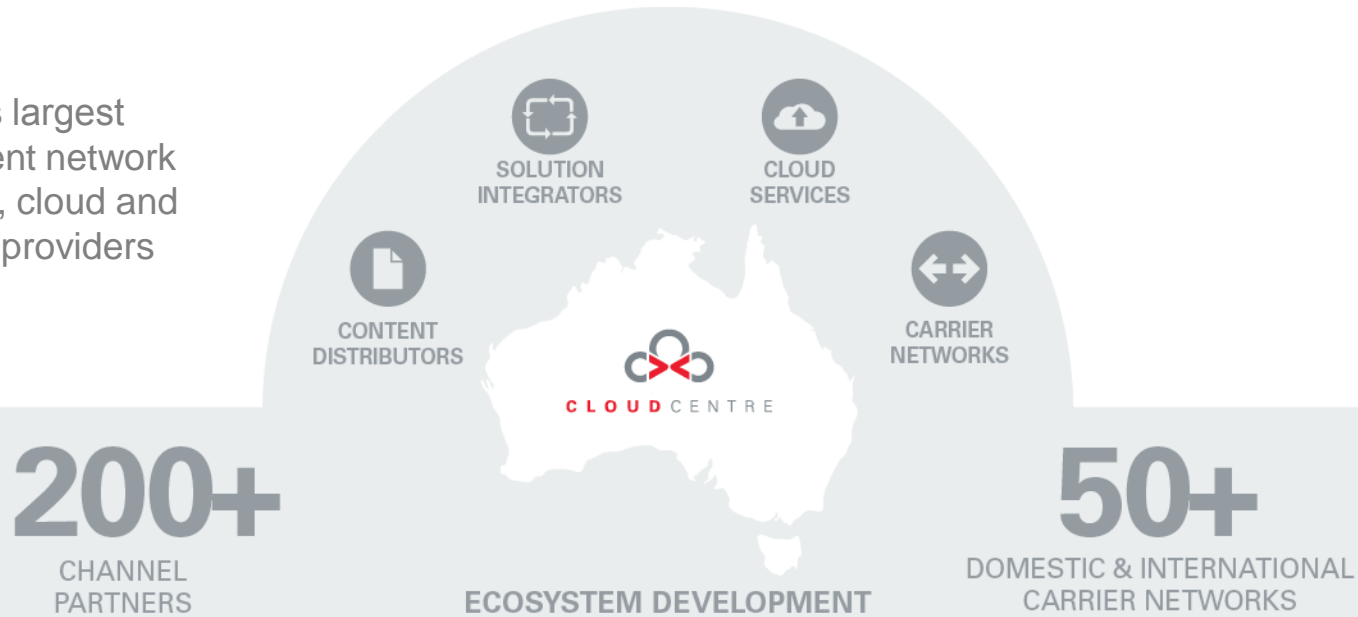 s largest
ent network
, cloud and
providers
SOLUTION
INTEGRATORS
CLOUD
SERVICES
CONTENT
DISTRIBUTORS
CARRIER
NETWORKS
CLOUDCENTRE
200+
CHANNEL
PARTNERS
ECOSYSTEM DEVELOPMENT
50+
DOMESTIC & INTERNATIONAL
CARRIER NETWORKS